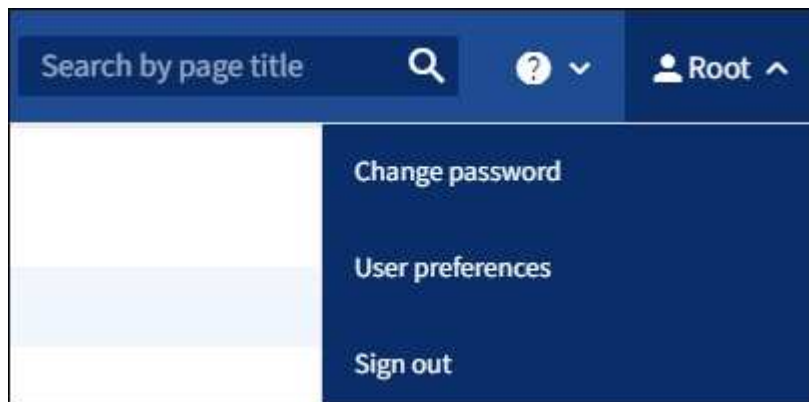 Search by page title
? Root
Change password
User preferences
Sign out